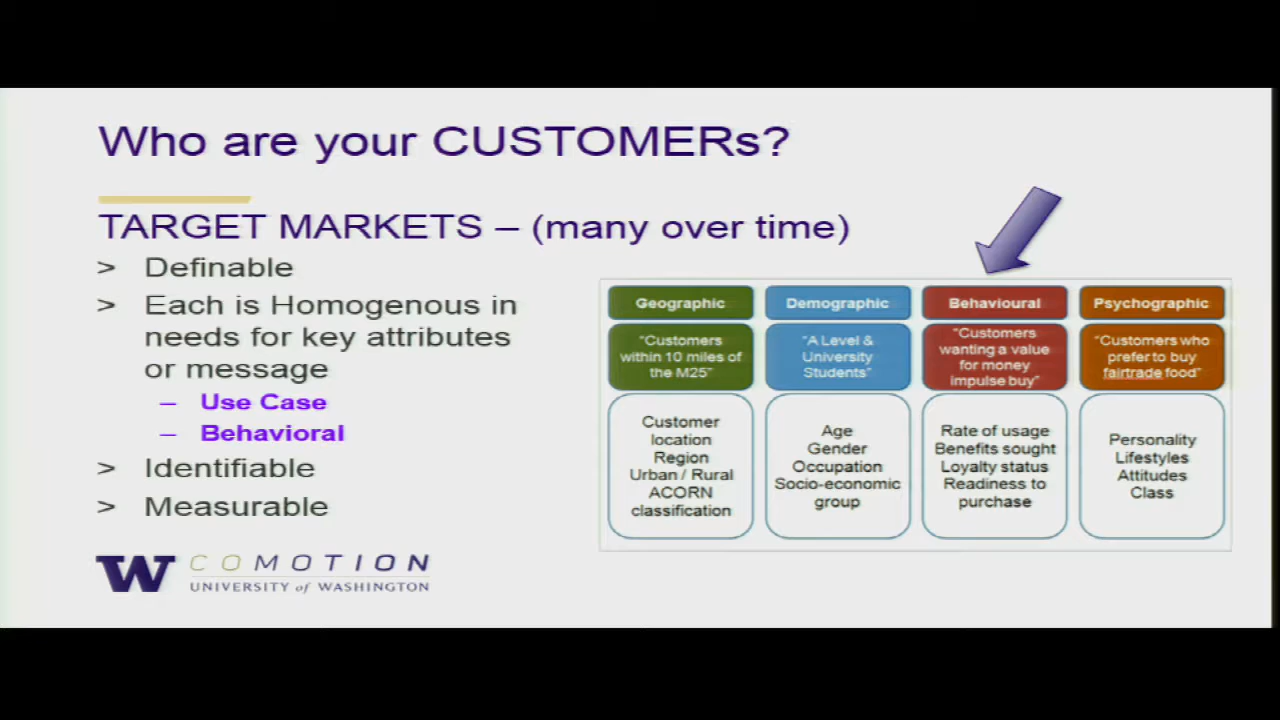 Who are your CUSTOMERs?
TARGET MARKETS – (many over time)
> Definable
> Each is Homogenous in
needs for key attributes
or message
– Use Case
– Behavioral
> Identifiable
> Measurable
Geographic
"Customers
within 10 miles of
the M25"
Customer
location
Region
Urban / Rural
ACORN
classification
Demographic
"A Level &
University
Students"
Age
Gender
Occupation
Socio-economic
group
Behavioural
"Customers
wanting a value
for money
impulse buy"
Rate of usage
Benefits sought
Loyalty status
Readiness to
purchase
Psychographic
"Customers who
prefer to buy
fairtrade food"
Personality
Lifestyles
Attitudes
Class
W COMOTION
UNIVERSITY of WASHINGTON